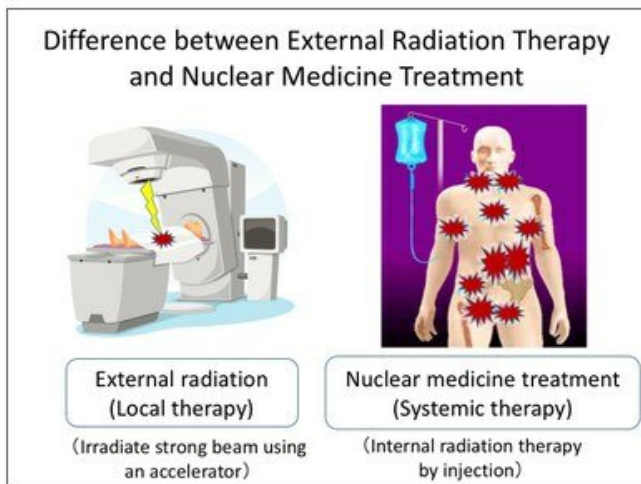 Difference between External Radiation Therapy
and Nuclear Medicine Treatment
External radiation
(Local therapy)
（Irradiate strong beam using
an accelerator）
Nuclear medicine treatment
(Systemic therapy)
（Internal radiation therapy
by injection）